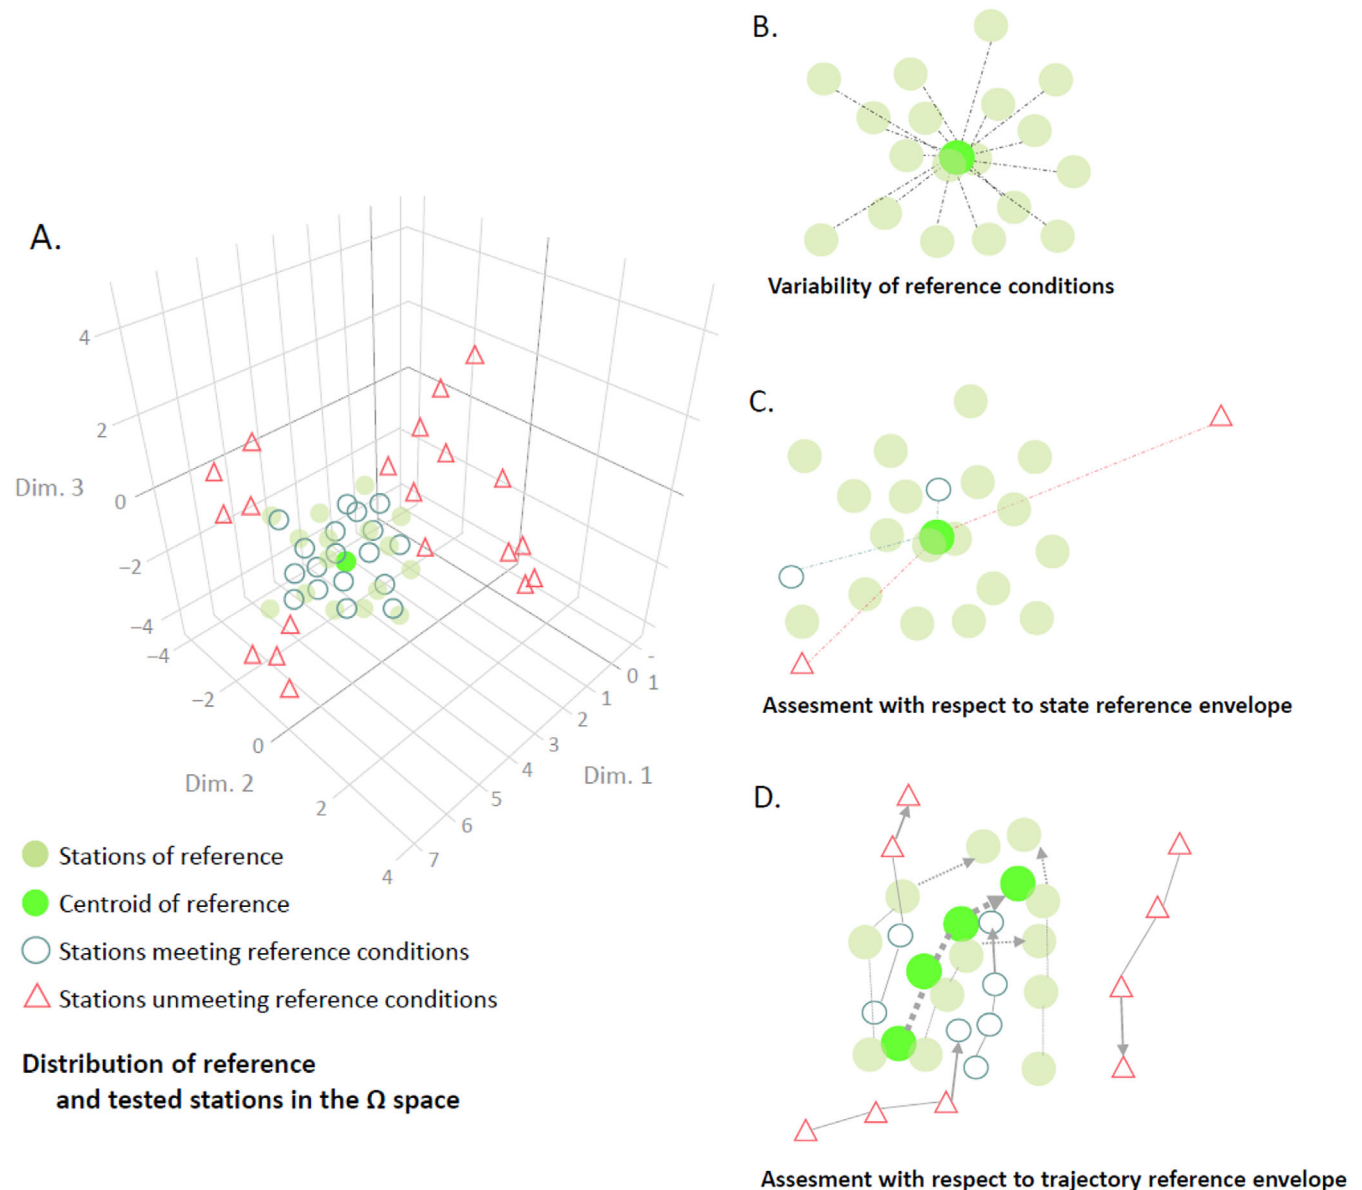 A.
4
2
Dim. 3
0
−2
−4
−4
−2
0
Dim. 2
2
4
7
6
5
4
3
2
1
0
-
1
Dim. 1
Stations of reference
Centroid of reference
Stations meeting reference conditions
Stations unmeeting reference conditions
Distribution of reference
and tested stations in the Ω space
B.
Variability of reference conditions
C.
Assesment with respect to state reference envelope
D.
Assesment with respect to trajectory reference envelope